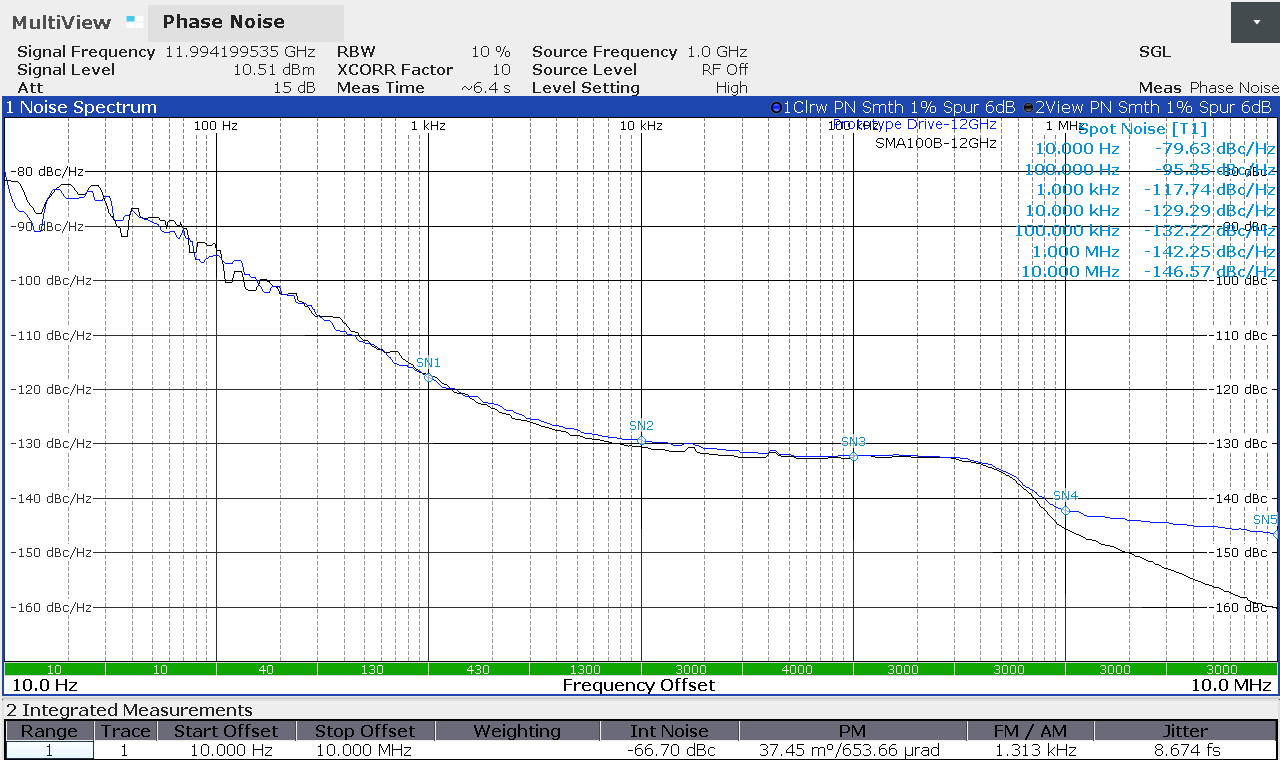 MultiView Phase Noise
Signal Frequency 11.994199535 GHz RBW 10 % Source Frequency 1.0 GHz SGL
Signal Level 10.51 dBm XCORR Factor 10 Source Level RF Off
Att 15 dB Meas Time ~6.4 s Level Setting High Meas Phase Noise
1 Noise Spectrum 1Clrw PN Smth 1% Spur 6dB 2View PN Smth 1% Spur 6dB
100 Hz 1 kHz 10 kHz 100 kHz 1 MHz
Prototype Drive-12GHz
SMA100B-12GHz
Spot Noise [T1]
10.000 Hz -79.63 dBc/Hz
100.000 Hz -95.35 dBc/Hz
1.000 kHz -117.74 dBc/Hz
10.000 kHz -129.29 dBc/Hz
100.000 kHz -132.22 dBc/Hz
1.000 MHz -142.25 dBc/Hz
10.000 MHz -146.57 dBc/Hz
-80 dBc/Hz -80 dBc
-90 dBc/Hz -90 dBc
-100 dBc/Hz -100 dBc
-110 dBc/Hz -110 dBc
SN1
-120 dBc/Hz -120 dBc
SN2
SN3
-130 dBc/Hz -130 dBc
SN4
-140 dBc/Hz -140 dBc
SN5
-150 dBc/Hz -150 dBc
-160 dBc/Hz -160 dBc
10 10 40 130 430 1300 3000 4000 3000 3000 3000
10.0 Hz Frequency Offset 10.0 MHz
2 Integrated Measurements
Range Trace Start Offset Stop Offset Weighting Int Noise PM FM / AM Jitter
1 1 10.000 Hz 10.000 MHz -66.70 dBc 37.45 m°/653.66 µrad 1.313 kHz 8.674 fs